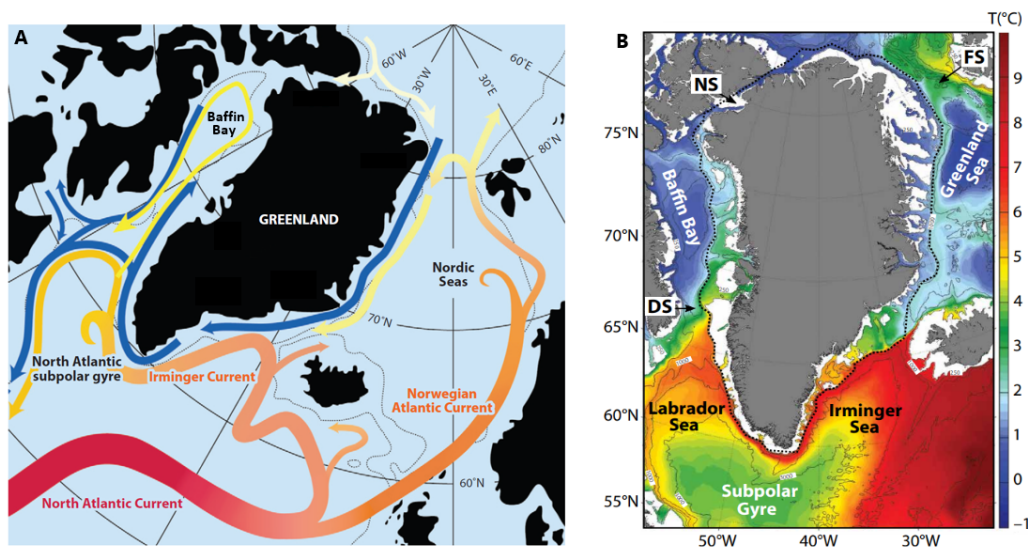 A
60°W
30°W
30°E
60°E
Baffin
Bay
80°N
GREENLAND
Nordic
Seas
70°N
North Atlantic
subpolar gyre
Irminger Current
Norwegian
Atlantic Current
North Atlantic Current
60°N
B
T(°C)
FS
NS
75°N
Greenland
Sea
Baffin
Bay
70°N
DS
65°N
Labrador
Sea
Irminger
Sea
60°N
Subpolar
Gyre
55°N
50°W
40°W
30°W
10
9
8
7
6
5
4
3
2
1
0
−1